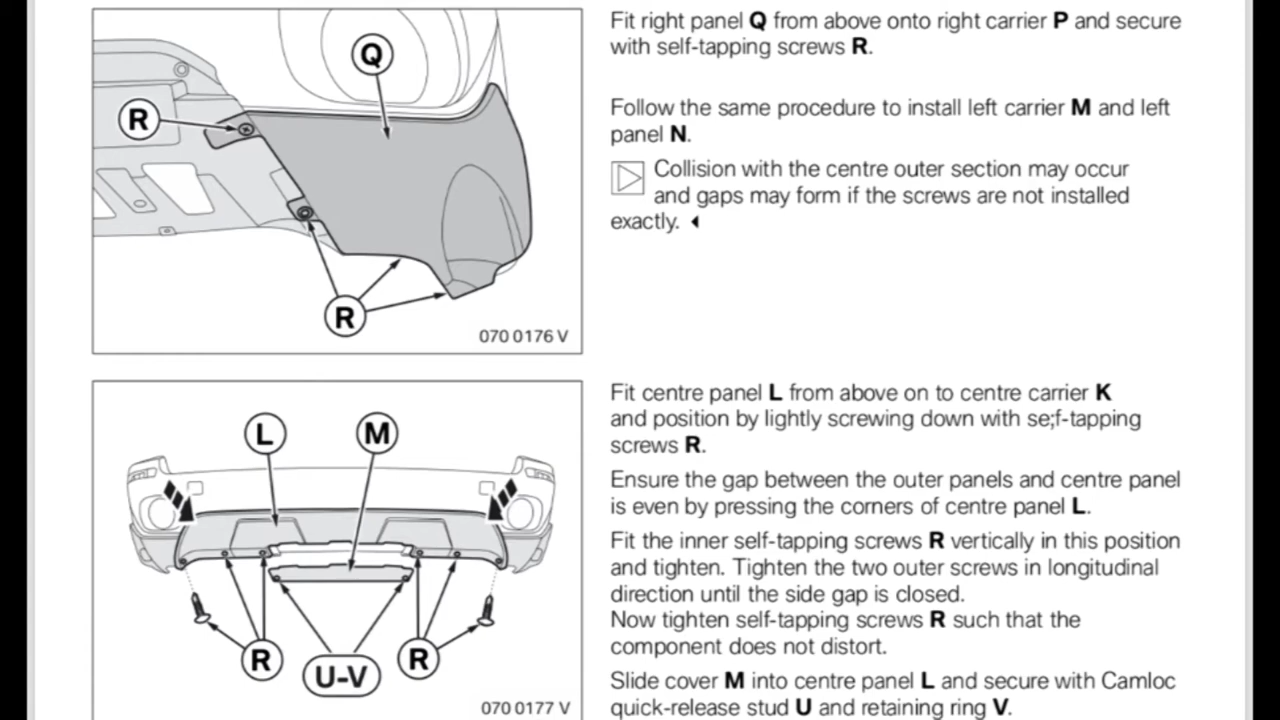 Q
R
R
070 0176 V
Fit right panel Q from above onto right carrier P and secure
with self-tapping screws R.
Follow the same procedure to install left carrier M and left
panel N.
Collision with the centre outer section may occur
and gaps may form if the screws are not installed
exactly.
L
M
R
U-V
R
070 0177 V
Fit centre panel L from above on to centre carrier K
and position by lightly screwing down with se;f-tapping
screws R.
Ensure the gap between the outer panels and centre panel
is even by pressing the corners of centre panel L.
Fit the inner self-tapping screws R vertically in this position
and tighten. Tighten the two outer screws in longitudinal
direction until the side gap is closed.
Now tighten self-tapping screws R such that the
component does not distort.
Slide cover M into centre panel L and secure with Camloc
quick-release stud U and retaining ring V.